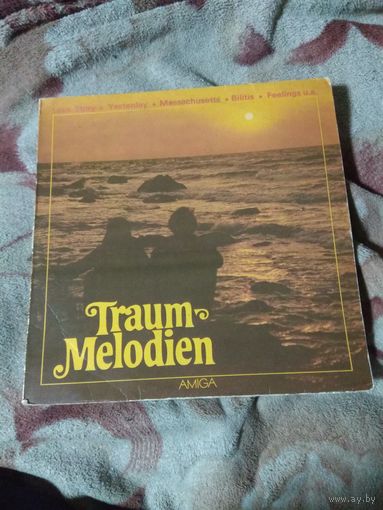 Love Story • Yesterday • Massachusetts • Bilitis • Feelings u.a.
Traum-
Melodien
AMIGA
www.ay.by